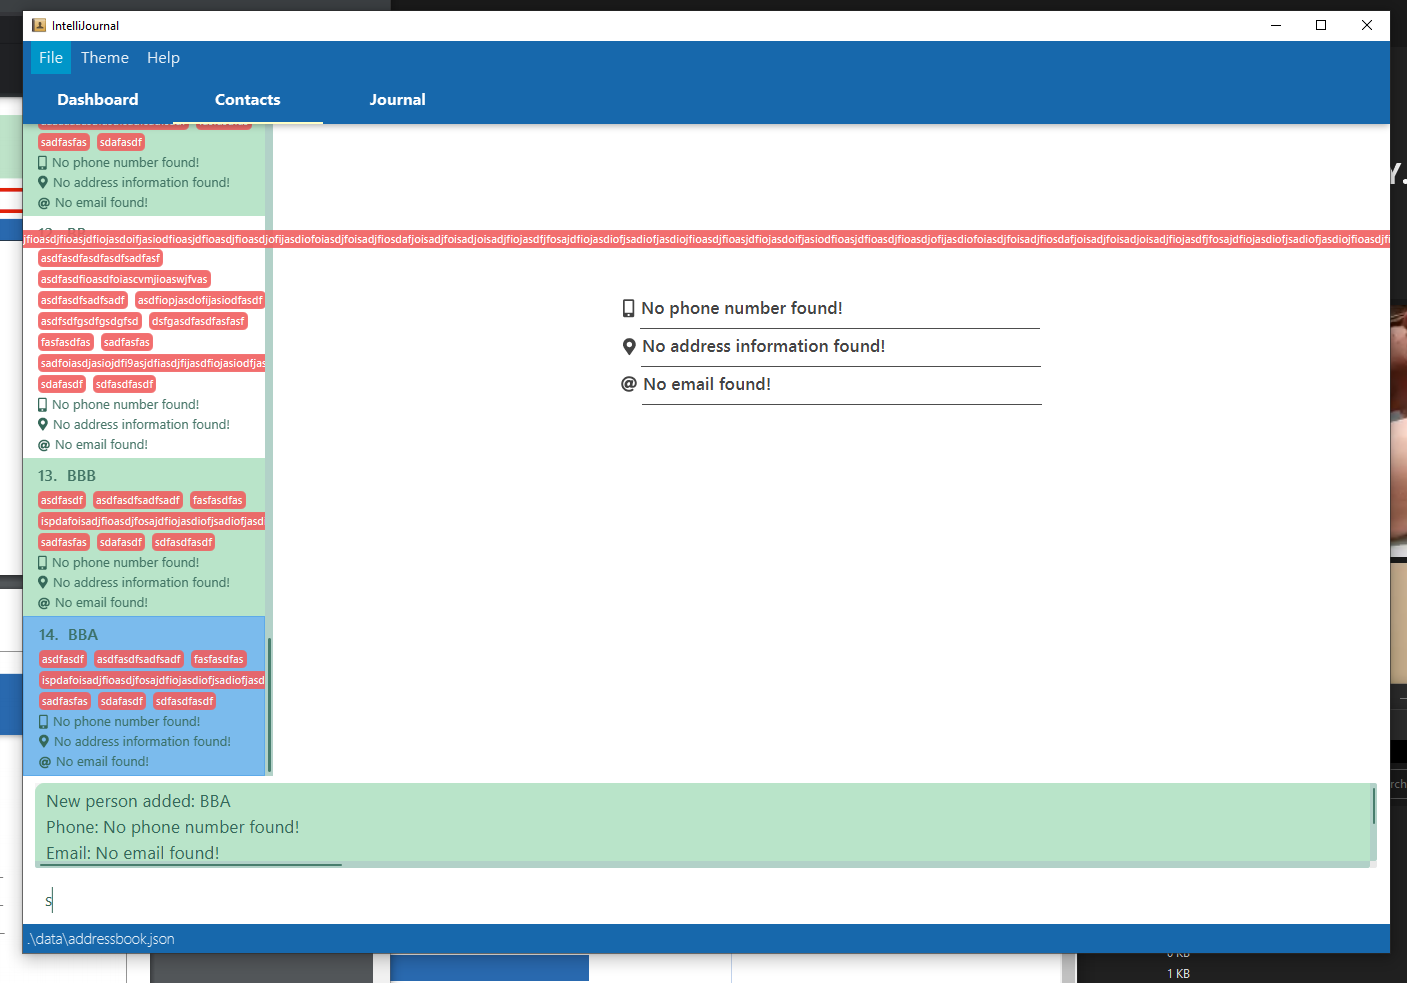 IntelliJournal
File Theme Help
Dashboard Contacts Journal
sadfasfas sdafasdf
No phone number found!
No address information found!
@ No email found!
asdfasdfasdfasdfsadfasf
asdfasdfioasdfoiascvmjioaswjfvas
asdfasdfsadfsadf asdfiopjasdofijasiodfasdf
asdfsdfgsdfgsdgfsd dsfgasdfasdfasfasf
fasfasdfas sadfasfas
sadfoiasdjasiojdfi9asjdfiasdjfijasdfiojasiodfjas
sdafasdf sdfasdfasdf
No phone number found!
No address information found!
@ No email found!
13. BBB
asdfasdf asdfasdfsadfsadf fasfasdfas
ispdafoisadjfioasdjfosajdfiojasdiofjsadiofjasdi
sadfasfas sdafasdf sdfasdfasdf
No phone number found!
No address information found!
@ No email found!
14. BBA
asdfasdf asdfasdfsadfsadf fasfasdfas
ispdafoisadjfioasdjfosajdfiojasdiofjsadiofjasd
sadfasfas sdafasdf sdfasdfasdf
No phone number found!
No address information found!
@ No email found!
No phone number found!
No address information found!
@ No email found!
New person added: BBA
Phone: No phone number found!
Email: No email found!
s
.\data\addressbook.json
1 KB